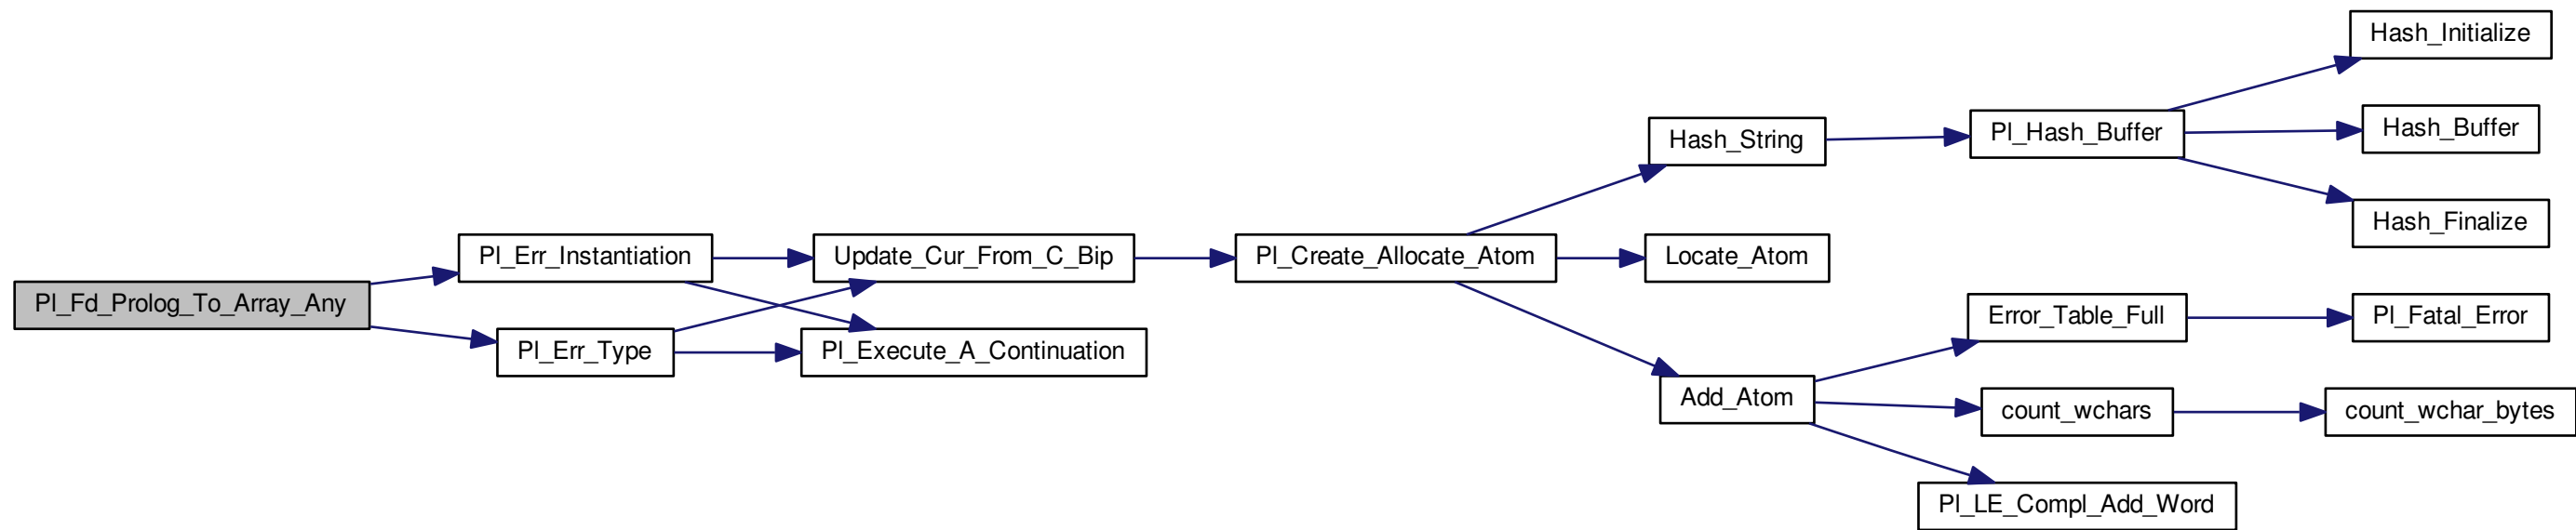 Pl_Fd_Prolog_To_Array_Any
Pl_Err_Instantiation
Pl_Err_Type
Update_Cur_From_C_Bip
Pl_Execute_A_Continuation
Pl_Create_Allocate_Atom
Hash_String
Locate_Atom
Add_Atom
Pl_Hash_Buffer
Error_Table_Full
count_wchars
Pl_LE_Compl_Add_Word
Hash_Initialize
Hash_Buffer
Hash_Finalize
Pl_Fatal_Error
count_wchar_bytes